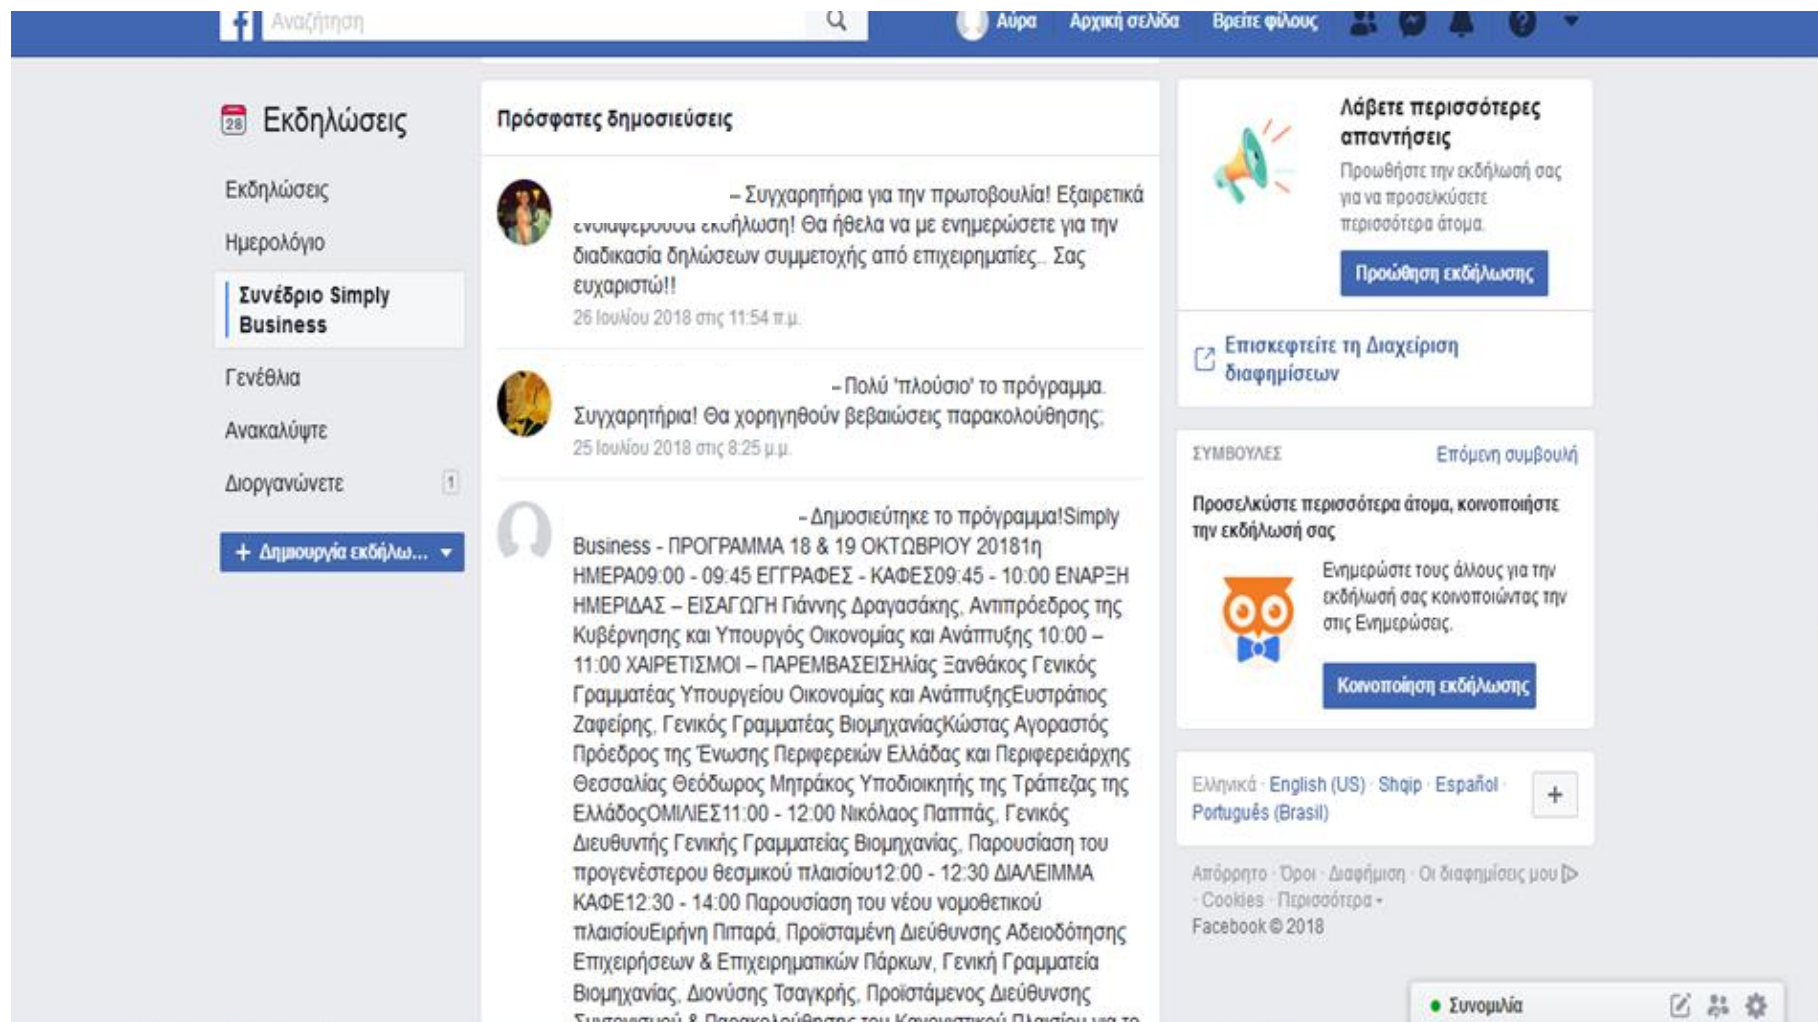 Αναζήτηση
Αύρα Αρχική σελίδα Βρείτε φίλους
28 Εκδηλώσεις
Εκδηλώσεις
Ημερολόγιο
Συνέδριο Simply
Business
Γενέθλια
Ανακαλύψτε
Διοργανώνετε 1
+ Δημιουργία εκδήλω...
Πρόσφατες δημοσιεύσεις
– Συγχαρητήρια για την πρωτοβουλία! Εξαιρετικά
ενδιαφέρουσα εκδήλωση! Θα ήθελα να με ενημερώσετε για την
διαδικασία δηλώσεων συμμετοχής από επιχειρηματίες.. Σας
ευχαριστώ!!
26 Ιουλίου 2018 στις 11:54 π.μ.
– Πολύ 'πλούσιο' το πρόγραμμα.
Συγχαρητήρια! Θα χορηγηθούν βεβαιώσεις παρακολούθησης;
25 Ιουλίου 2018 στις 8:25 μ.μ.
– Δημοσιεύτηκε το πρόγραμμα!Simply
Business - ΠΡΟΓΡΑΜΜΑ 18 & 19 ΟΚΤΩΒΡΙΟΥ 20181η
ΗΜΕΡΑ09:00 - 09:45 ΕΓΓΡΑΦΕΣ - ΚΑΦΕΣ09:45 - 10:00 ΕΝΑΡΞΗ
ΗΜΕΡΙΔΑΣ – ΕΙΣΑΓΩΓΗ Γιάννης Δραγασάκης, Αντιπρόεδρος της
Κυβέρνησης και Υπουργός Οικονομίας και Ανάπτυξης 10:00 –
11:00 ΧΑΙΡΕΤΙΣΜΟΙ – ΠΑΡΕΜΒΑΣΕΙΣΗλίας Ξανθάκος Γενικός
Γραμματέας Υπουργείου Οικονομίας και ΑνάπτυξηςΕυστράτιος
Ζαφείρης, Γενικός Γραμματέας ΒιομηχανίαςΚώστας Αγοραστός
Πρόεδρος της Ένωσης Περιφερειών Ελλάδας και Περιφερειάρχης
Θεσσαλίας Θεόδωρος Μητράκος Υποδιοικητής της Τράπεζας της
ΕλλάδοςΟΜΙΛΙΕΣ11:00 - 12:00 Νικόλαος Παππάς, Γενικός
Διευθυντής Γενικής Γραμματείας Βιομηχανίας, Παρουσίαση του
προγενέστερου θεσμικού πλαισίου12:00 - 12:30 ΔΙΑΛΕΙΜΜΑ
ΚΑΦΕ12:30 - 14:00 Παρουσίαση του νέου νομοθετικού
πλαισίουΕιρήνη Πιτταρά, Προϊσταμένη Διεύθυνσης Αδειοδότησης
Επιχειρήσεων & Επιχειρηματικών Πάρκων, Γενική Γραμματεία
Βιομηχανίας, Διονύσης Τσαγκρής, Προϊστάμενος Διεύθυνσης
Συντονισμού & Παρακολούθησης του Κανονιστικού Πλαισίου για το
Λάβετε περισσότερες
απαντήσεις
Προωθήστε την εκδήλωσή σας
για να προσελκύσετε
περισσότερα άτομα.
Προώθηση εκδήλωσης
Επισκεφτείτε τη Διαχείριση
διαφημίσεων
ΣΥΜΒΟΥΛΕΣ Επόμενη συμβουλή
Προσελκύστε περισσότερα άτομα, κοινοποιήστε
την εκδήλωσή σας
Ενημερώστε τους άλλους για την
εκδήλωσή σας κοινοποιώντας την
στις Ενημερώσεις.
Κοινοποίηση εκδήλωσης
Ελληνικά · English (US) · Shqip · Español ·
Português (Brasil)
+
Απόρρητο · Όροι · Διαφήμιση · Οι διαφημίσεις μου
· Cookies · Περισσότερα
Facebook © 2018
Συνομιλία